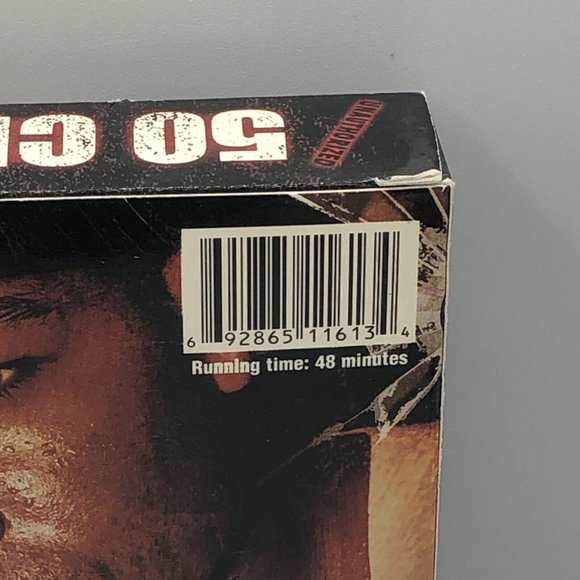 50 CE
UNAUTHORIZED
6 92865 11613 4
Running time: 48 minutes